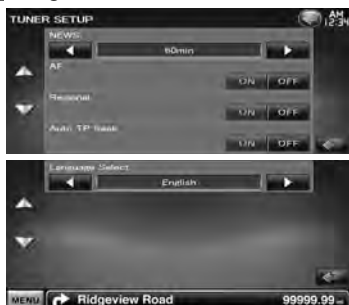 TUNER SETUP
AM
12:34
NEWS
60min
AF
ON OFF
Regional
ON OFF
Auto TP Seek
ON OFF
Language Select
English
MENU Ridgeview Road 99999.99